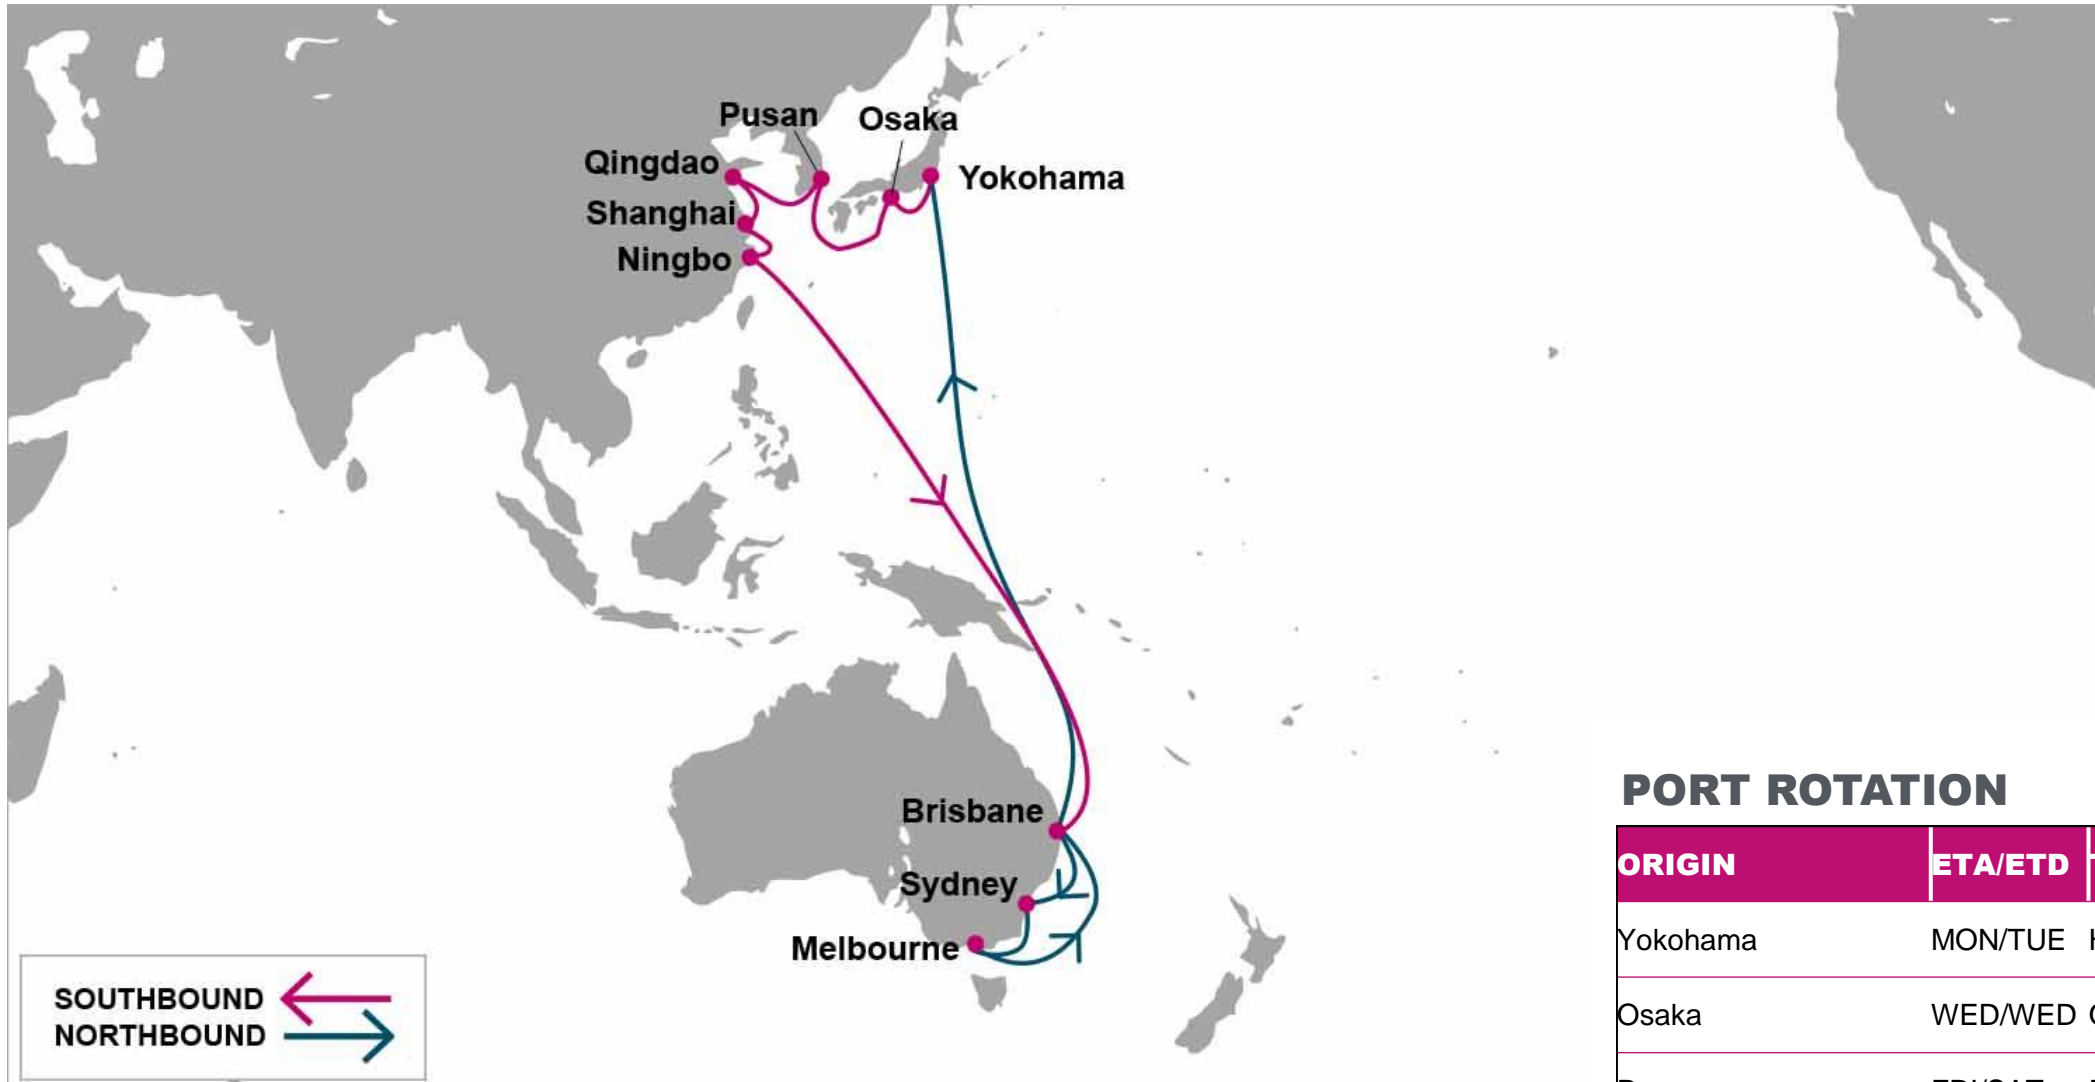 Pusan
Osaka
Qingdao
Yokohama
Shanghai
Ningbo
Brisbane
Sydney
Melbourne
SOUTHBOUND
NORTHBOUND
PORT ROTATION
ORIGIN ETA/ETD
Yokohama MON/TUE
Osaka WED/WED